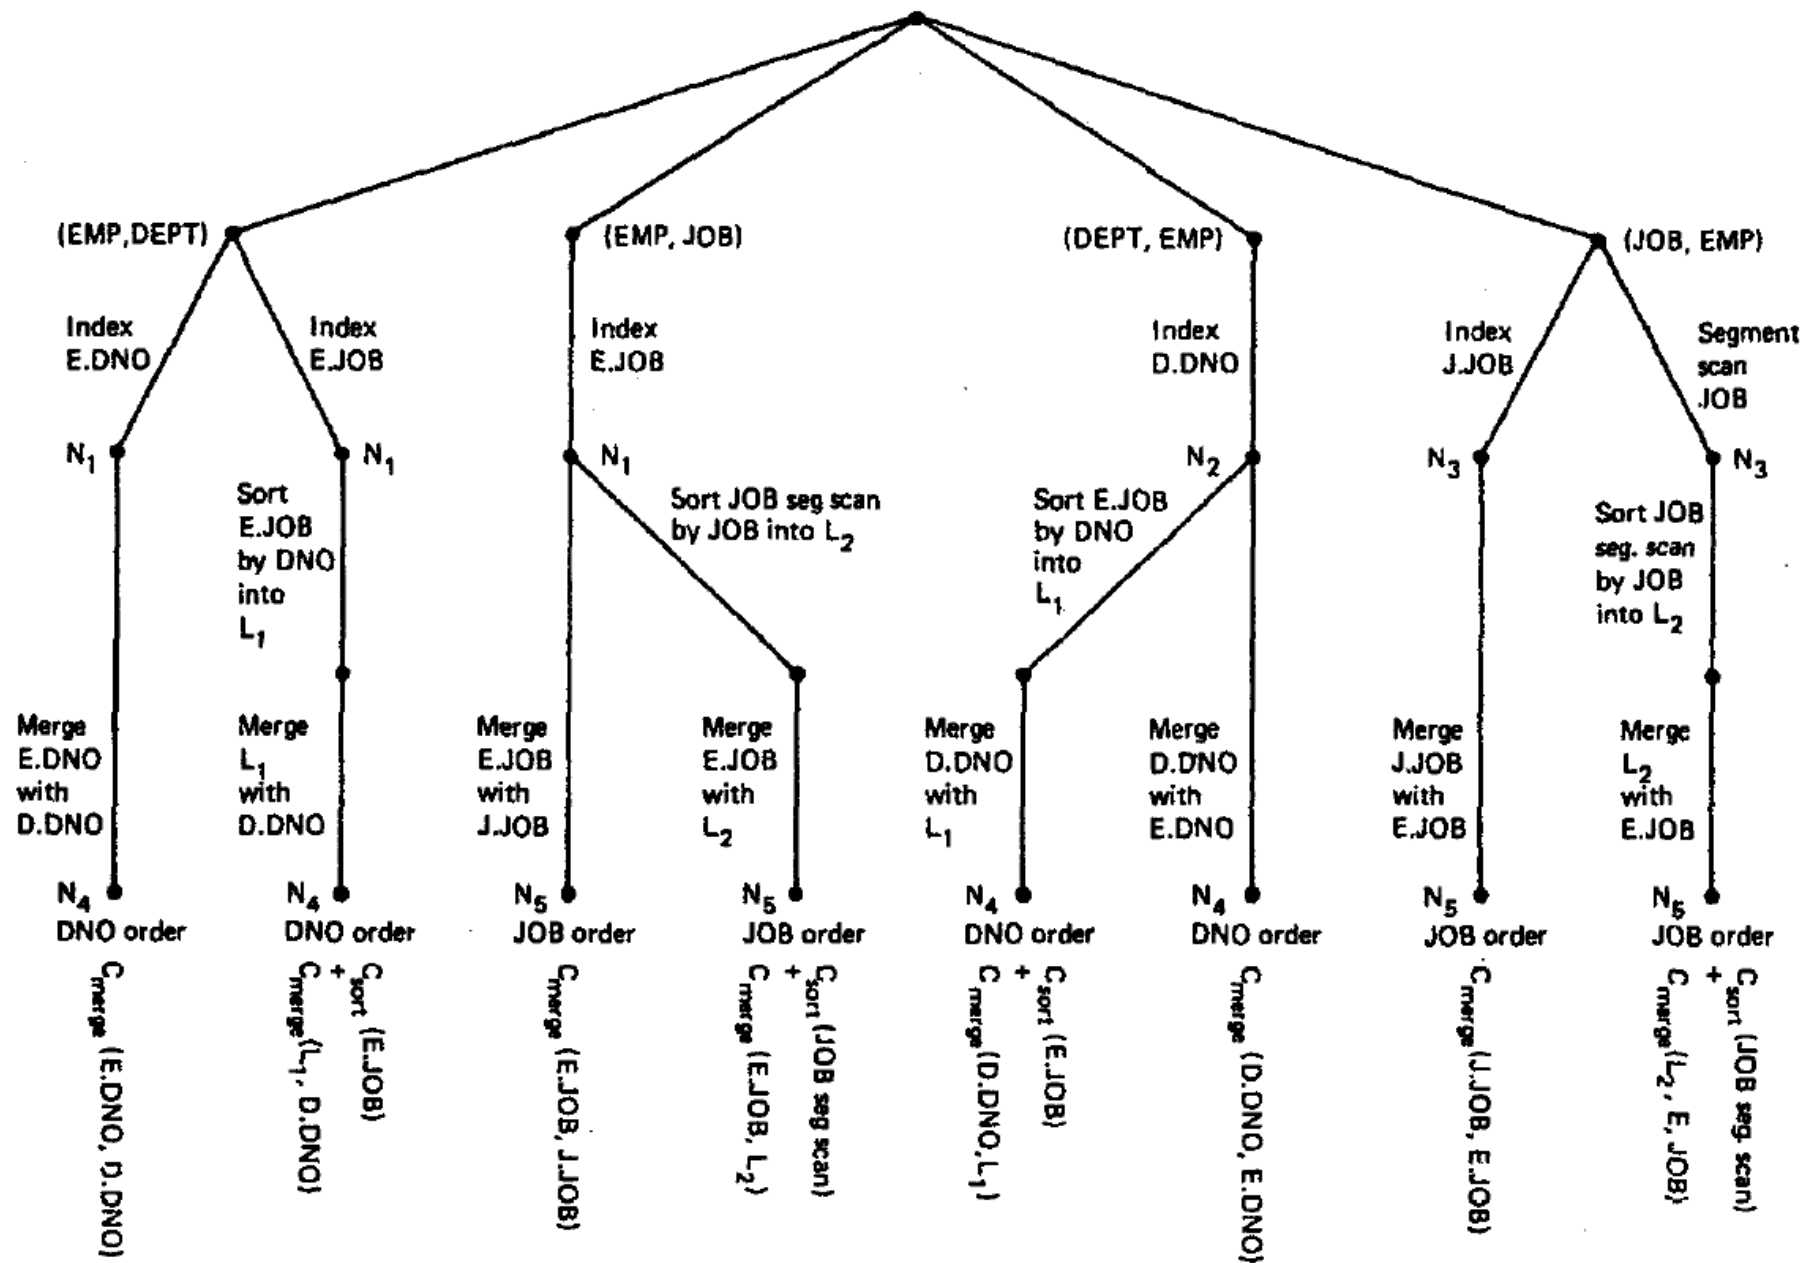 (EMP,DEPT)
(EMP, JOB)
(DEPT, EMP)
(JOB, EMP)
Index
E.DNO
Index
E.JOB
Index
E.JOB
Index
D.DNO
Index
J.JOB
Segment
scan
JOB
N1
N1
N1
N2
N3
N3
Sort
E.JOB
by DNO
into
L1
Sort JOB seg scan
by JOB into L2
Sort E.JOB
by DNO
into
L1
Sort JOB
seg. scan
by JOB
into L2
Merge
E.DNO
with
D.DNO
Merge
L1
with
D.DNO
Merge
E.JOB
with
J.JOB
Merge
E.JOB
with
L2
Merge
D.DNO
with
L1
Merge
D.DNO
with
E.DNO
Merge
J.JOB
with
E.JOB
Merge
L2
with
E.JOB
N4
DNO order
N4
DNO order
N5
JOB order
N5
JOB order
N4
DNO order
N4
DNO order
N5
JOB order
N5
JOB order
Cmerge (E.DNO, D.DNO)
Csort (E.JOB)
+
Cmerge (L1, D.DNO)
Cmerge (E.JOB, J.JOB)
Csort (JOB seg scan)
+
Cmerge (E.JOB, L2)
Csort (E.JOB)
+
Cmerge (D.DNO, L1)
Cmerge (D.DNO, E.DNO)
Cmerge (J.JOB, E.JOB)
Csort (JOB seg. scan)
+
Cmerge (L2, E, JOB)